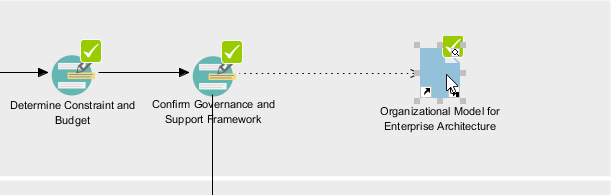 Determine Constraint and
Budget
Confirm Governance and
Support Framework
Organizational Model for
Enterprise Architecture